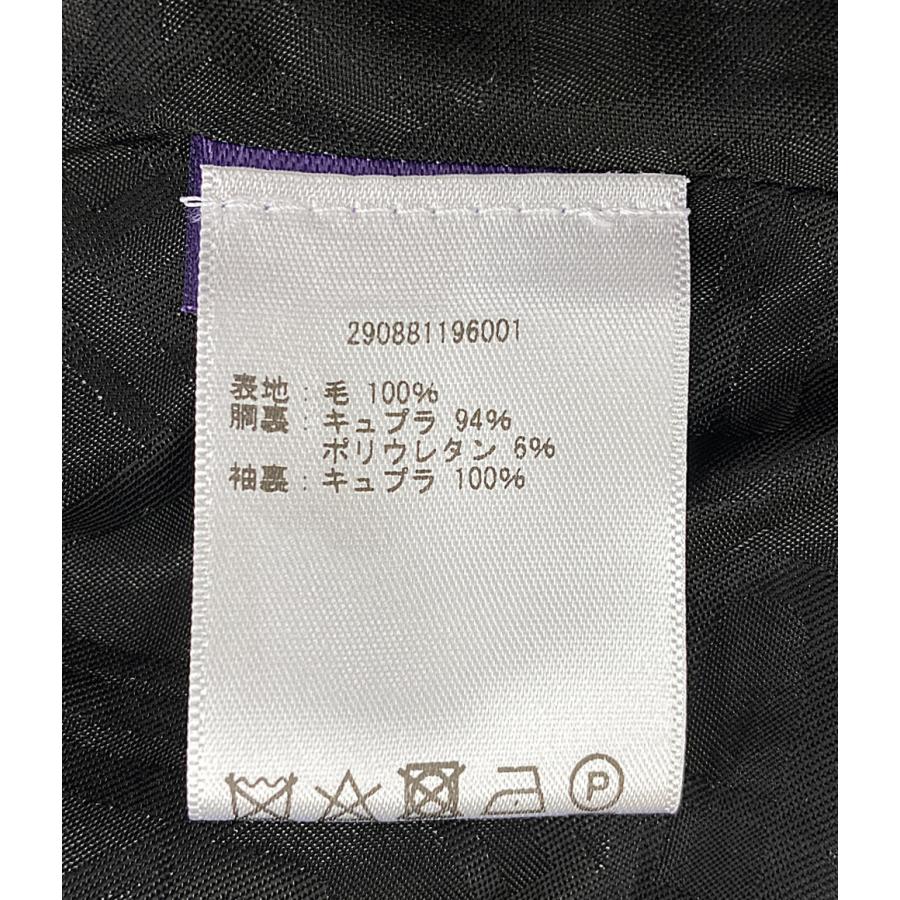 290881196001
表地：毛 100%
胴裏：キュプラ 94%
ポリウレタン 6%
袖裏：キュプラ 100%
P